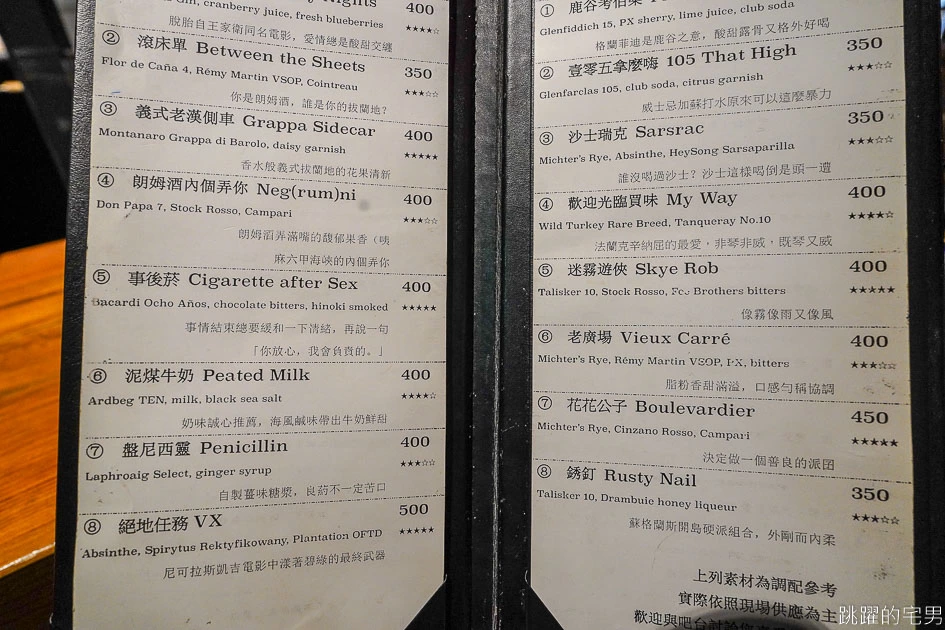 Gin, cranberry juice, fresh blueberries 400
脫胎自王家衛同名電影，愛情總是酸甜交纏 ★★★★☆
② 滾床單 Between the Sheets 350
Flor de Caña 4, Rémy Martin VSOP, Cointreau ★★★☆☆
你是朗姆酒，誰是你的拔蘭地?
③ 義式老漢側車 Grappa Sidecar 400
Montanaro Grappa di Barolo, daisy garnish ★★★★★
香水般義式拔蘭地的花果清新
④ 朗姆酒內個弄你 Neg(rum)ni 400
Don Papa 7, Stock Rosso, Campari ★★★☆☆
朗姆酒弄滿嘴的馥郁果香 (咦
麻六甲海峽的內個弄你
⑤ 事後菸 Cigarette after Sex 400
Bacardi Ocho Años, chocolate bitters, hinoki smoked ★★★★★
事情結束總要緩和一下情緒，再說一句
「你放心，我會負責的。」
⑥ 泥煤牛奶 Peated Milk 400
Ardbeg TEN, milk, black sea salt ★★★★☆
奶味誠心推薦，海風鹹味帶出牛奶鮮甜
⑦ 盤尼西靈 Penicillin 400
Laphroaig Select, ginger syrup ★★★☆☆
自製薑味糖漿，良葯不一定苦口
⑧ 絕地任務 VX 500
Absinthe, Spirytus Rektyfikowany, Plantation OFTD ★★★★★
尼可拉斯凱吉電影中漾著碧綠的最終武器
① 鹿谷考伯樂
Glenfiddich 15, PX sherry, lime juice, club soda
格蘭菲迪是鹿谷之意，酸甜露骨又格外好喝
② 壹零五拿麼嗨 105 That High 350
Glenfarclas 105, club soda, citrus garnish ★★★☆☆
威士忌加蘇打水原來可以這麼暴力
③ 沙士瑞克 Sarsrac 350
Michter's Rye, Absinthe, HeySong Sarsaparilla ★★★☆☆
誰沒喝過沙士? 沙士這樣喝倒是頭一遭
④ 歡迎光臨買味 My Way 400
Wild Turkey Rare Breed, Tanqueray No.10 ★★★★☆
法蘭克辛納屈的最愛，非琴非威，既琴又威
⑤ 迷霧遊俠 Skye Rob 400
Talisker 10, Stock Rosso, Fee Brothers bitters ★★★★★
像霧像雨又像風
⑥ 老廣場 Vieux Carré 400
Michter's Rye, Rémy Martin VSOP, PX, bitters ★★★☆☆
脂粉香甜滿溢，口感勻稱協調
⑦ 花花公子 Boulevardier 450
Michter's Rye, Cinzano Rosso, Campari ★★★★★
決定做一個善良的派囝
⑧ 銹釘 Rusty Nail 350
Talisker 10, Drambuie honey liqueur ★★★☆☆
蘇格蘭斯開島硬派組合，外剛而內柔
上列素材為調配參考
實際依照現場供應為主
歡迎與吧台討論您
跳躍的宅男